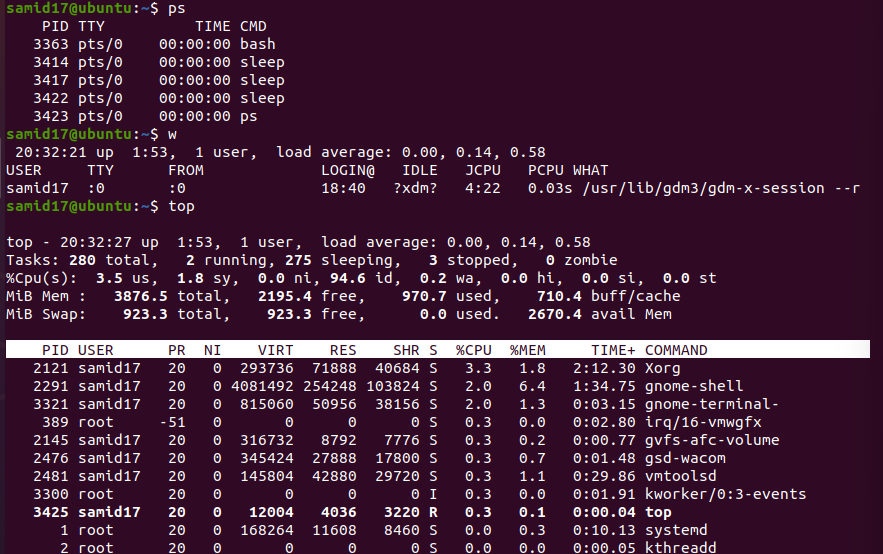 samid17@ubuntu:~$ ps
    PID TTY          TIME CMD
   3363 pts/0    00:00:00 bash
   3414 pts/0    00:00:00 sleep
   3417 pts/0    00:00:00 sleep
   3422 pts/0    00:00:00 sleep
   3423 pts/0    00:00:00 ps
samid17@ubuntu:~$ w
 20:32:21 up  1:53,  1 user,  load average: 0.00, 0.14, 0.58
USER     TTY      FROM             LOGIN@   IDLE   JCPU   PCPU WHAT
samid17  :0       :0               18:40   ?xdm?   4:22   0.03s /usr/lib/gdm3/gdm-x-session --r
samid17@ubuntu:~$ top
top - 20:32:27 up  1:53,  1 user,  load average: 0.00, 0.14, 0.58
Tasks: 280 total,   2 running, 275 sleeping,   3 stopped,   0 zombie
%Cpu(s):  3.5 us,  1.8 sy,  0.0 ni, 94.6 id,  0.2 wa,  0.0 hi,  0.0 si,  0.0 st
MiB Mem :   3876.5 total,   2195.4 free,    970.7 used,    710.4 buff/cache
MiB Swap:    923.3 total,    923.3 free,      0.0 used.   2670.4 avail Mem
    PID USER      PR  NI    VIRT    RES    SHR S  %CPU  %MEM     TIME+ COMMAND
   2121 samid17   20   0  293736  71888  40684 S   3.3   1.8   2:12.30 Xorg
   2291 samid17   20   0 4081492 254248 103824 S   2.0   6.4   1:34.75 gnome-shell
   3321 samid17   20   0  815060  50956  38156 S   2.0   1.3   0:03.15 gnome-terminal-
    389 root     -51   0       0      0      0 S   0.3   0.0   0:02.80 irq/16-vmwgfx
   2145 samid17   20   0  316732   8792   7776 S   0.3   0.2   0:00.77 gvfs-afc-volume
   2476 samid17   20   0  345424  27888  17800 S   0.3   0.7   0:01.48 gsd-wacom
   2481 samid17   20   0  145804  42880  29720 S   0.3   1.1   0:29.86 vmtoolsd
   3300 root      20   0       0      0      0 I   0.3   0.0   0:01.91 kworker/0:3-events
   3425 samid17   20   0   12004   4036   3220 R   0.3   0.1   0:00.04 top
      1 root      20   0  168264  11608   8460 S   0.0   0.3   0:10.13 systemd
      2 root      20   0       0      0      0 S   0.0   0.0   0:00.05 kthreadd